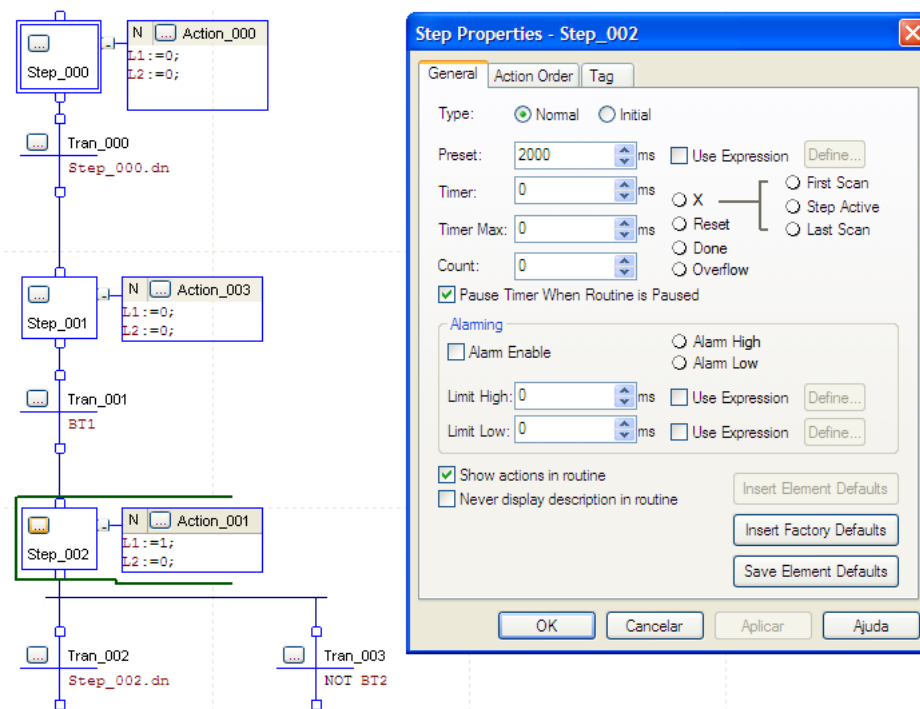 N ... Action_000
... Step_000
L1:=0;
L2:=0;
... Tran_000
Step_000.dn
N ... Action_003
... Step_001
L1:=0;
L2:=0;
... Tran_001
BT1
N ... Action_001
... Step_002
L1:=1;
L2:=0;
... Tran_002
Step_002.dn
... Tran_003
NOT BT2
Step Properties - Step_002
General Action Order Tag
Type: Normal Initial
Preset: 2000 ms Use Expression Define...
Timer: 0 ms
X First Scan
Step Active
Last Scan
Reset
Timer Max: 0 ms
Done
Count: 0
Overflow
Pause Timer When Routine is Paused
Alarming
Alarm Enable
Alarm High
Alarm Low
Limit High: 0 ms Use Expression Define...
Limit Low: 0 ms Use Expression Define...
Show actions in routine
Never display description in routine
Insert Element Defaults
Insert Factory Defaults
Save Element Defaults
OK Cancelar Aplicar Ajuda